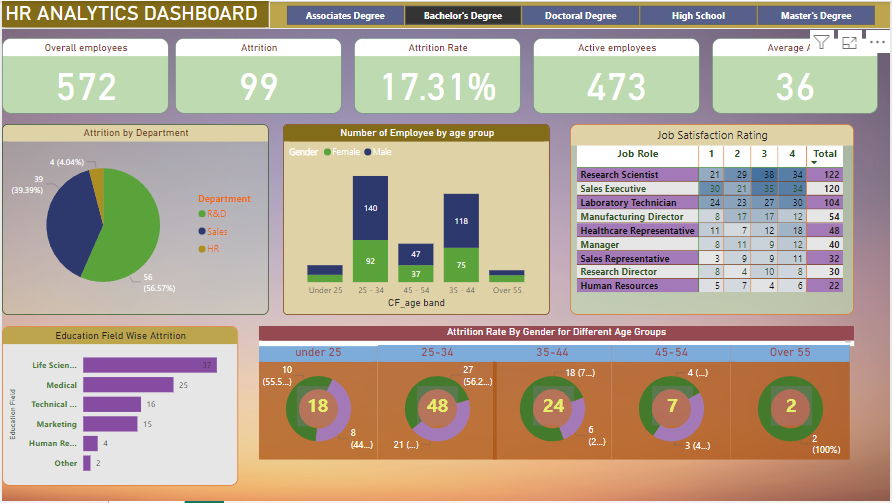 HR ANALYTICS DASHBOARD
Associates Degree Bachelor's Degree Doctoral Degree High School Master's Degree
Overall employees
572
Attrition
99
Attrition Rate
17.31%
Active employees
473
Average
36
Attrition by Department
4 (4.04%)
39
(39.39%)
56
(56.57%)
Department
R&D
Sales
HR
Number of Employee by age group
Gender Female Male
140
92
47
37
118
75
Under 25 25 - 34 45 - 54 35 - 44 Over 55
CF_age band
Job Satisfaction Rating
Job Role 1 2 3 4 Total
Research Scientist 21 29 38 34 122
Sales Executive 30 21 35 34 120
Laboratory Technician 24 23 27 30 104
Manufacturing Director 8 17 17 12 54
Healthcare Representative 11 7 12 18 48
Manager 8 11 9 12 40
Sales Representative 3 9 9 11 32
Research Director 8 4 10 8 30
Human Resources 5 7 4 6 22
Education Field Wise Attrition
Education Field
Life Scien... 37
Medical 25
Technical ... 16
Marketing 15
Human Re... 4
Other 2
Attrition Rate By Gender for Different Age Groups
under 25 25-34 35-44 45-54 Over 55
10
(55.5...)
18
8
(44...)
27
(56.2...)
48
21 (...)
18 (7...)
24
6
(2...)
4 (...)
7
3 (4...)
2
2
(100%)